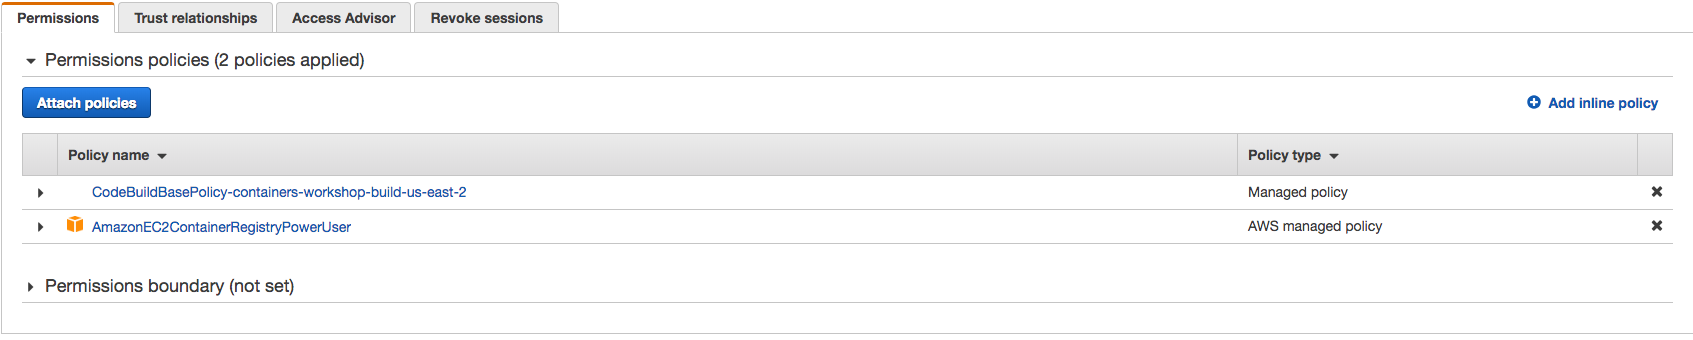 Permissions Trust relationships Access Advisor Revoke sessions
Permissions policies (2 policies applied)
Attach policies Add inline policy
Policy name Policy type
CodeBuildBasePolicy-containers-workshop-build-us-east-2 Managed policy
AmazonEC2ContainerRegistryPowerUser AWS managed policy
Permissions boundary (not set)